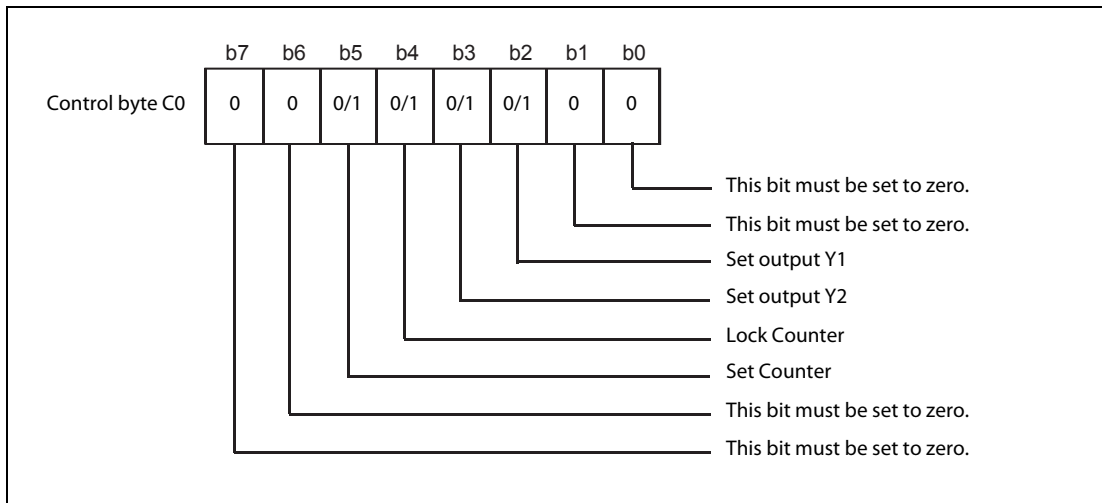 b7 b6 b5 b4 b3 b2 b1 b0
Control byte C0 0 0 0/1 0/1 0/1 0/1 0 0
This bit must be set to zero.
This bit must be set to zero.
Set output Y1
Set output Y2
Lock Counter
Set Counter
This bit must be set to zero.
This bit must be set to zero.